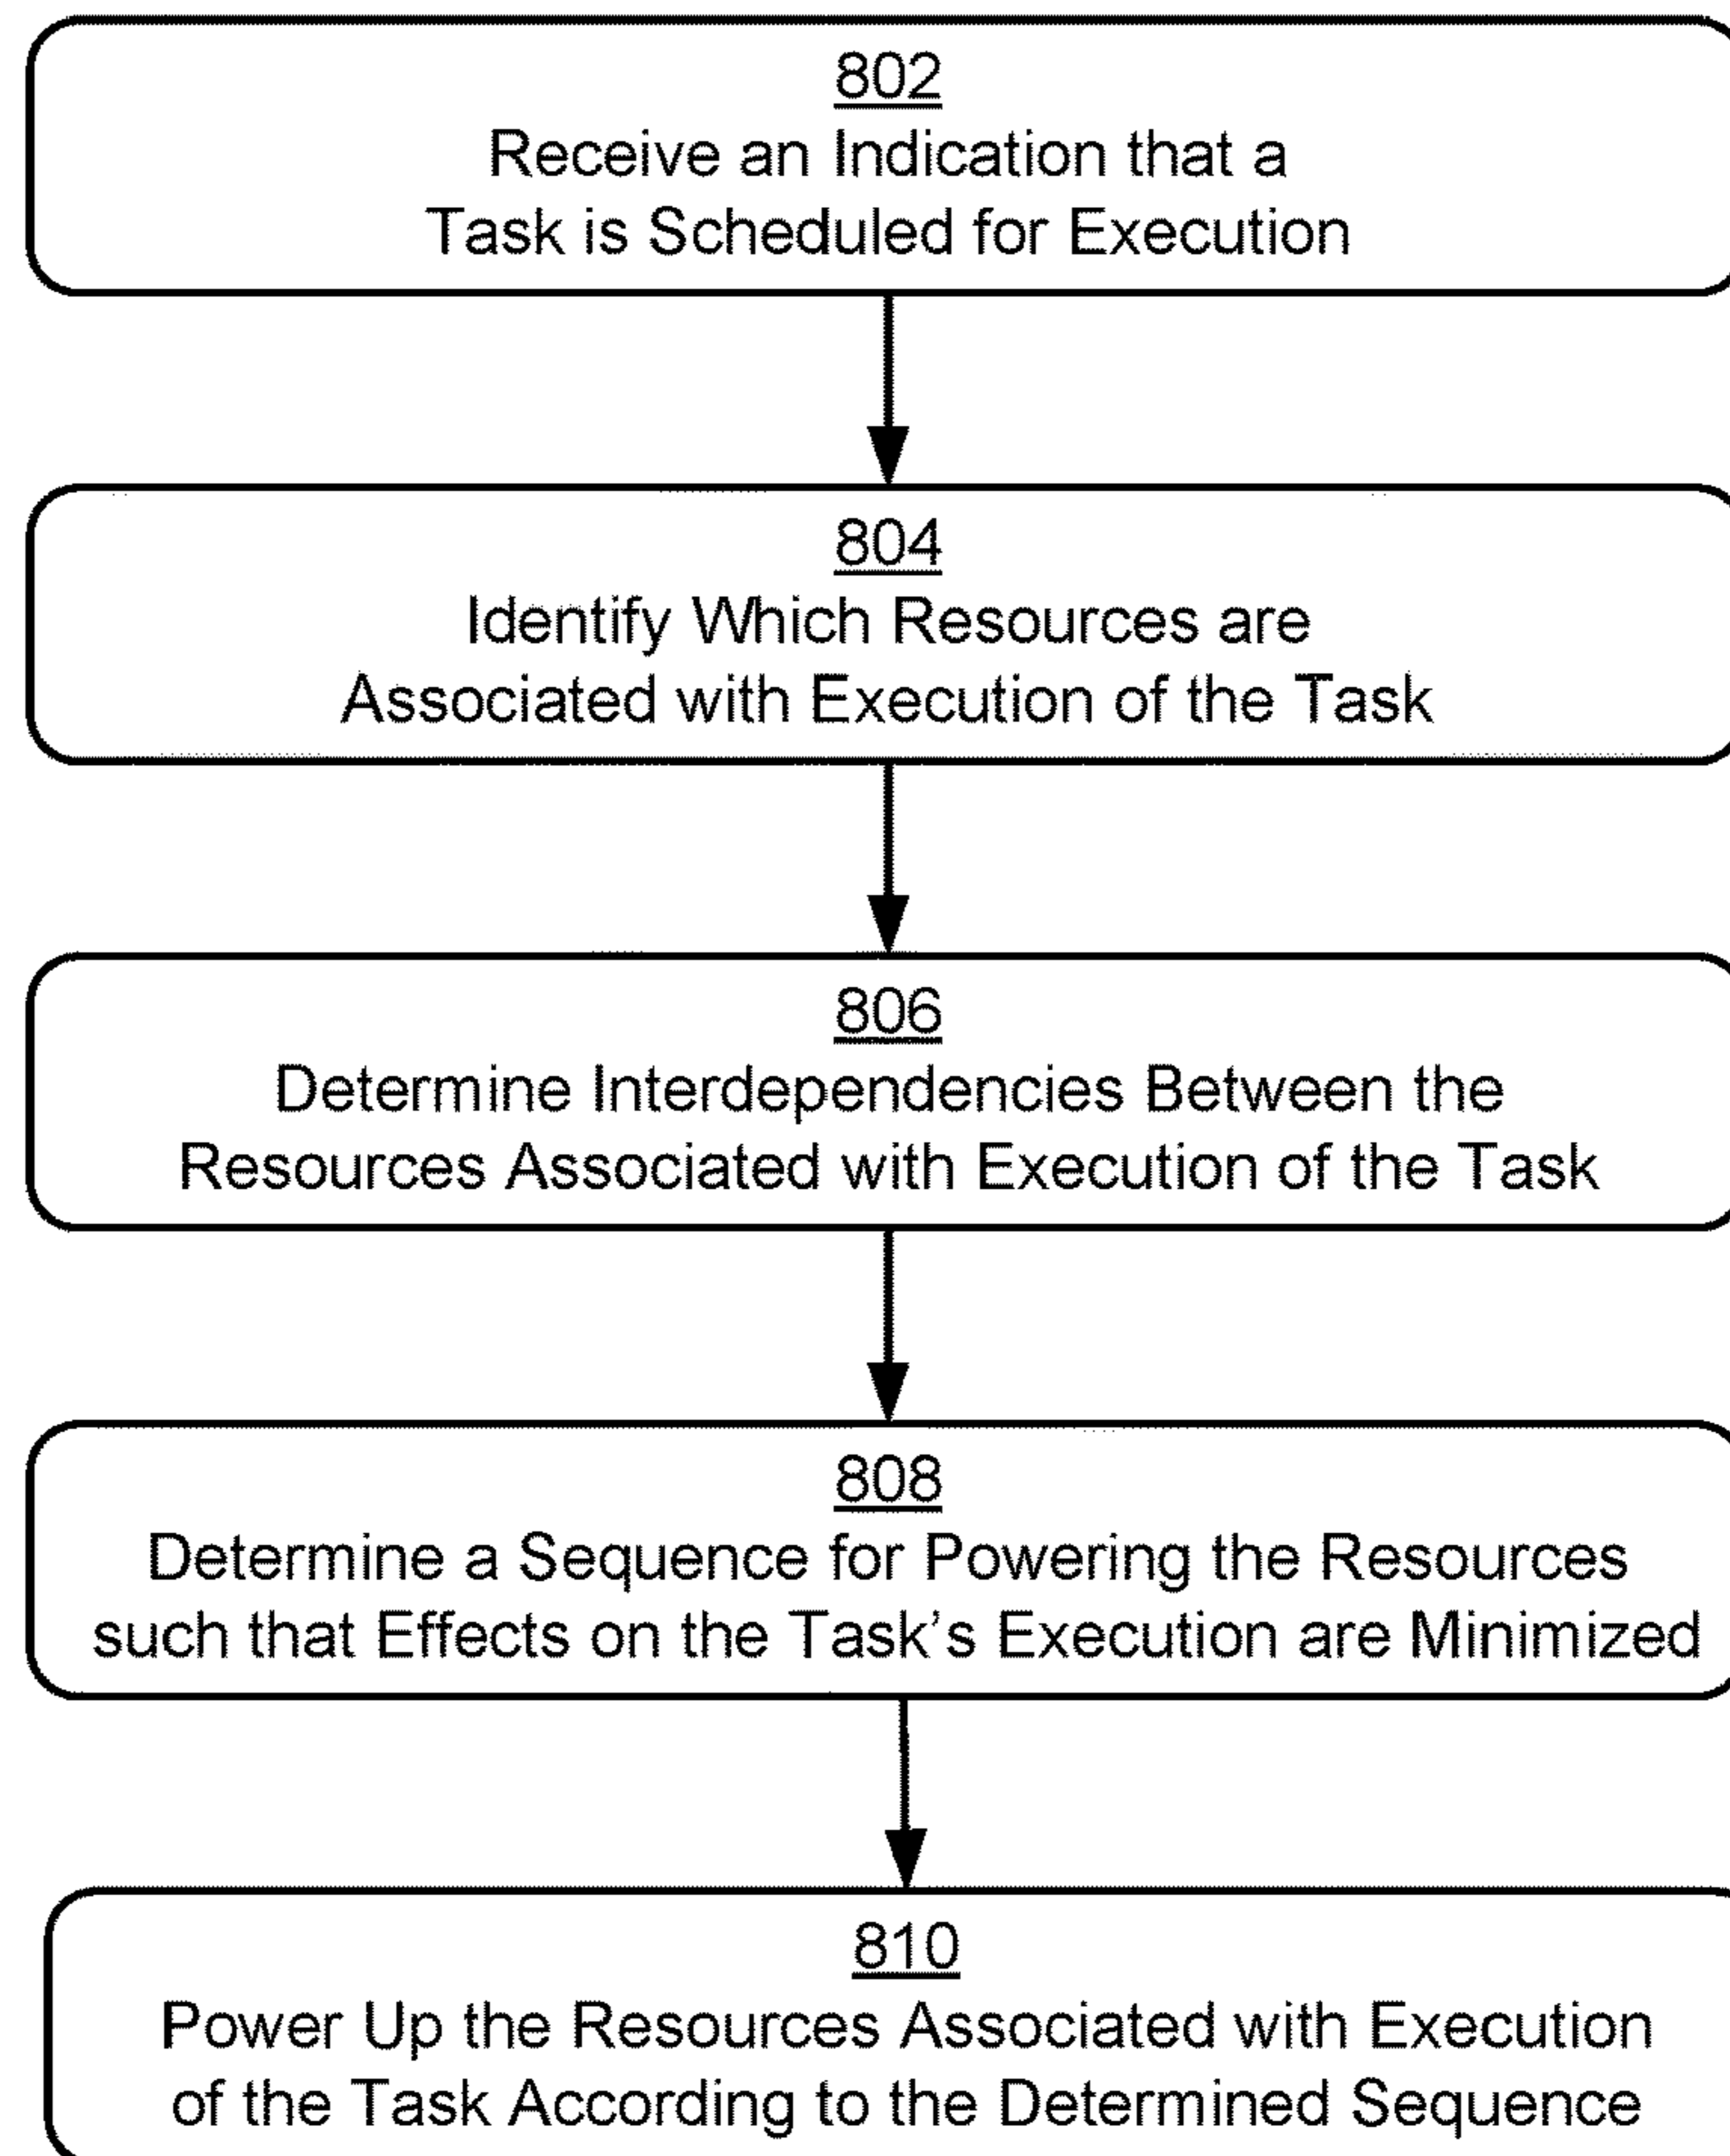 802
Receive an Indication that a
Task is Scheduled for Execution
804
Identify Which Resources are
Associated with Execution of the Task
806
Determine Interdependencies Between the
Resources Associated with Execution of the Task
808
Determine a Sequence for Powering the Resources
such that Effects on the Task's Execution are Minimized
810
Power Up the Resources Associated with Execution
of the Task According to the Determined Sequence